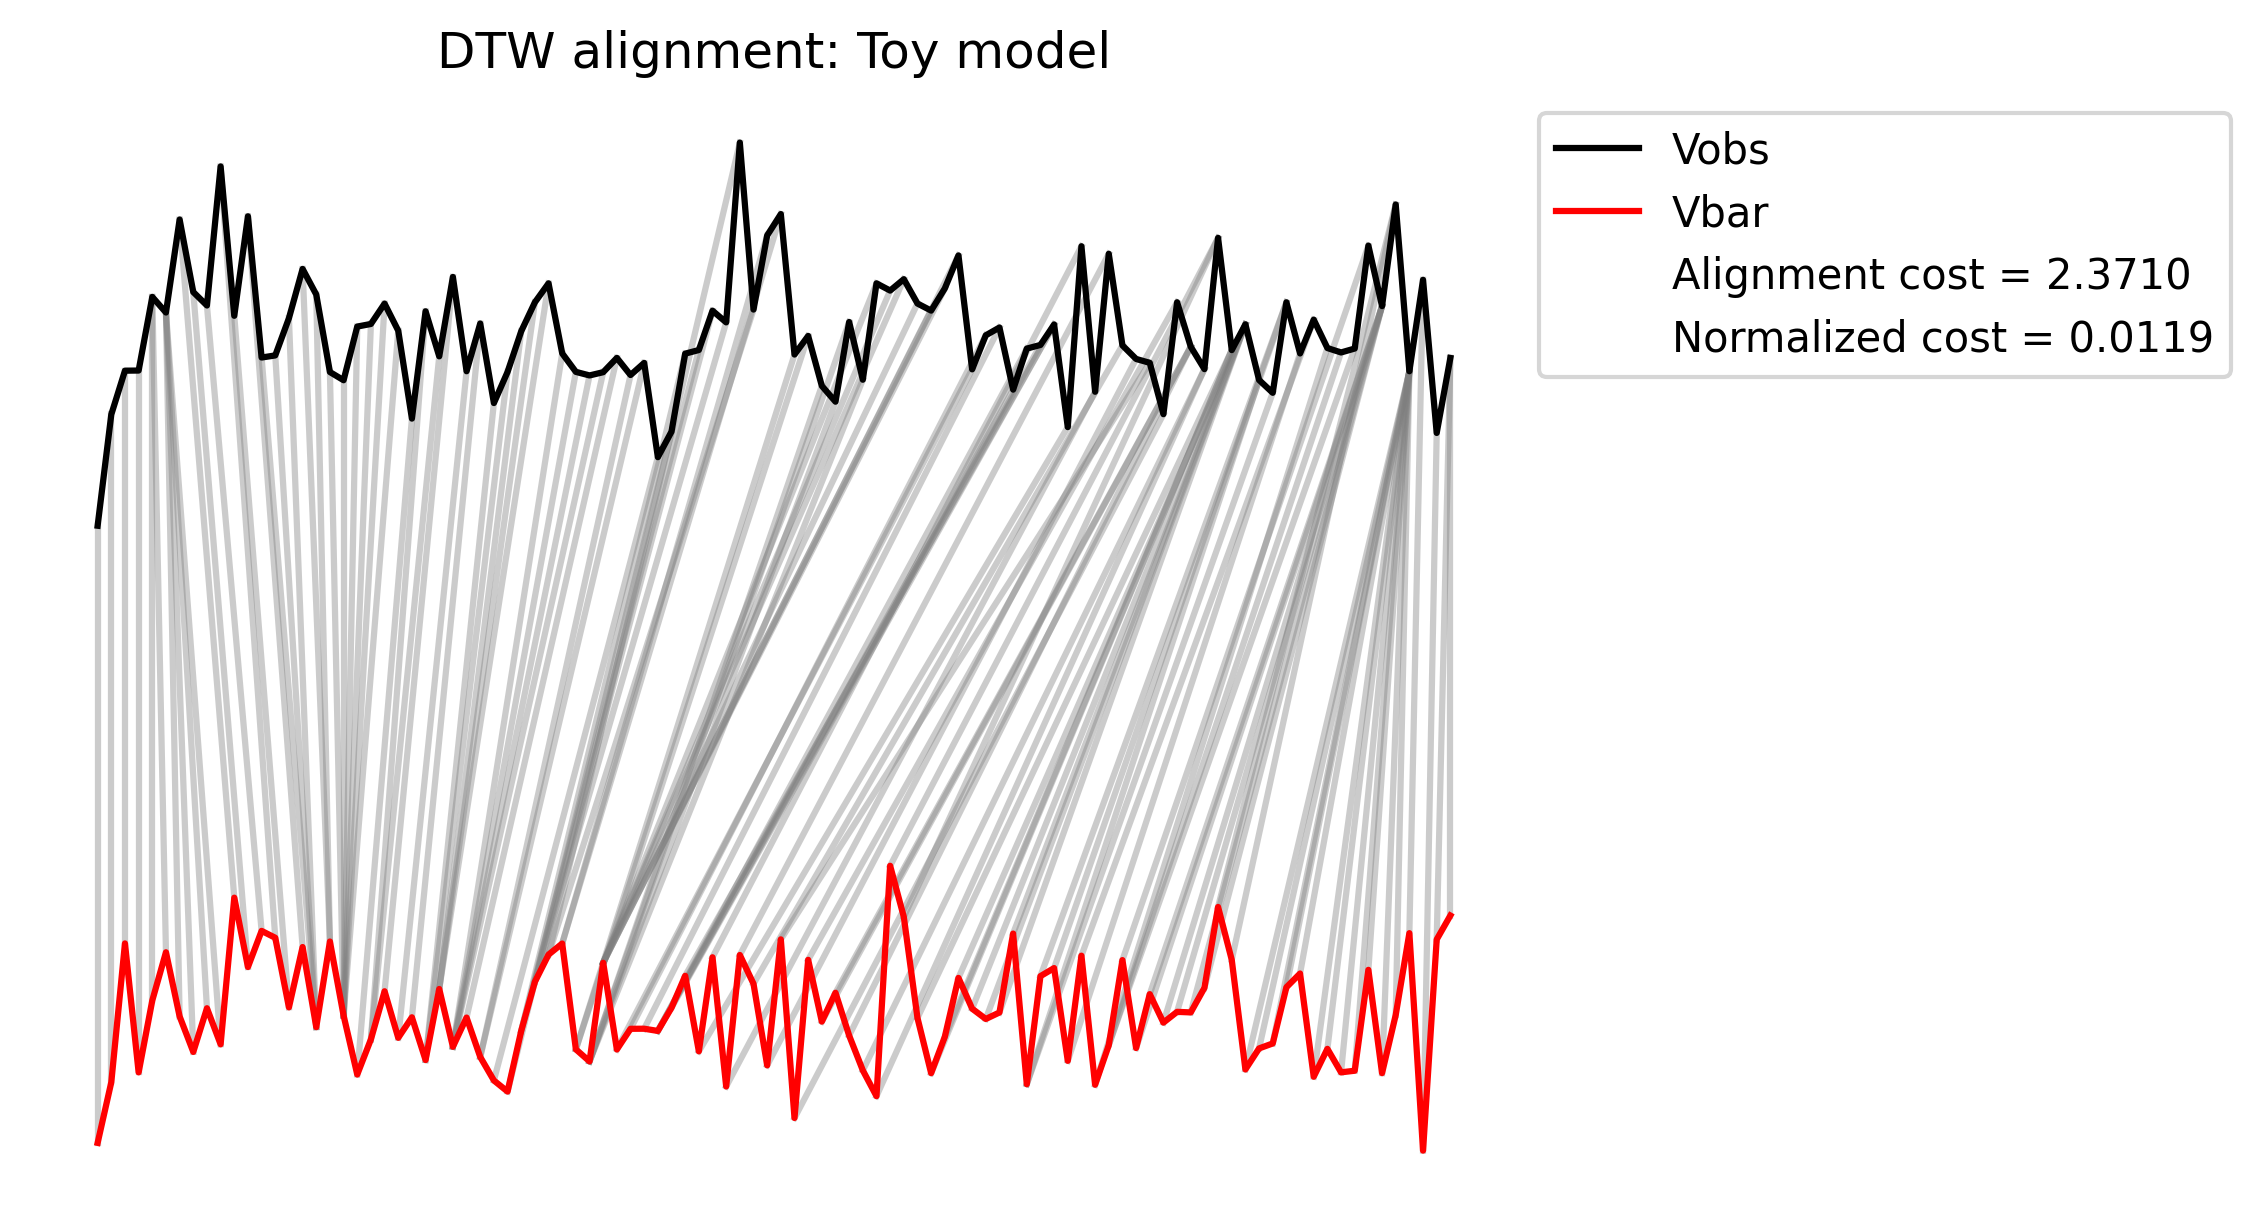 DTW alignment: Toy model
Vobs
Vbar
Alignment cost = 2.3710
Normalized cost = 0.0119